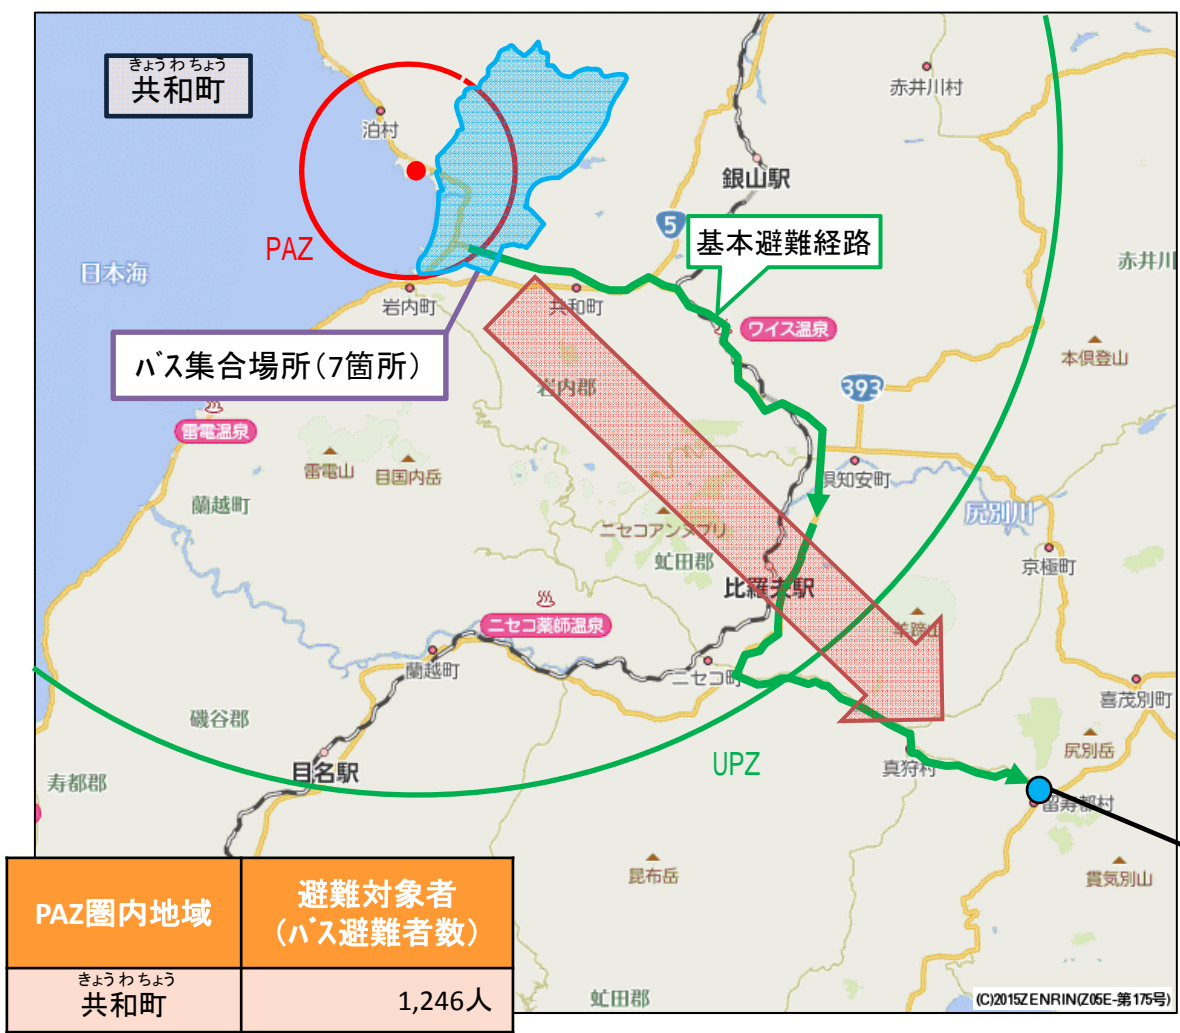 きょうわちょう
共和町
泊村
赤井川村
銀山駅
5
基本避難経路
PAZ
日本海
赤井川
岩内町
共和町
ワイス温泉
バス集合場所（7箇所）
本倶登山
岩内郡
393
雷電温泉
雷電山
目国内岳
倶知安町
蘭越町
尻別川
ニセコアンヌプリ
虻田郡
京極町
比羅夫駅
ニセコ薬師温泉
羊蹄山
蘭越町
ニセコ町
喜茂別町
磯谷郡
尻別岳
UPZ
目名駅
真狩村
寿都郡
留寿都村
昆布岳
貫気別山
PAZ圏内地域
避難対象者
（バス避難者数）
きょうわちょう
共和町
1,246人
虻田郡
(C)2015ZENRIN(Z05E-第175号)